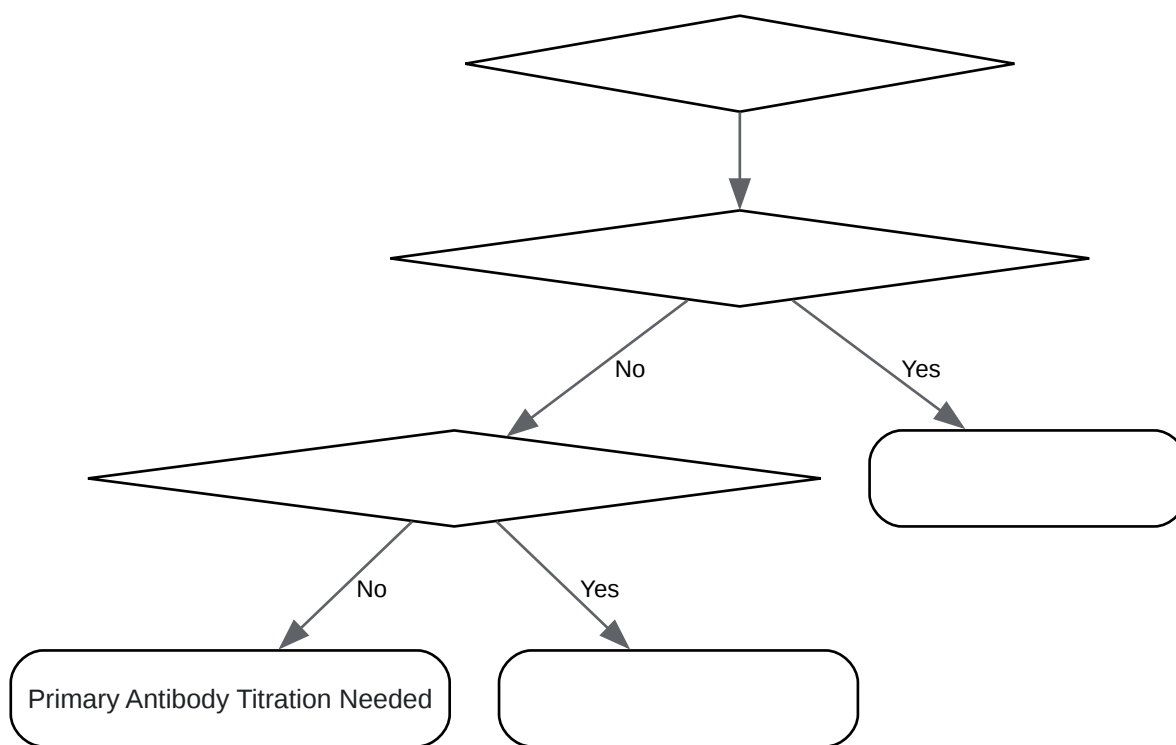 No
Yes
No
Yes
Primary Antibody Titration Needed